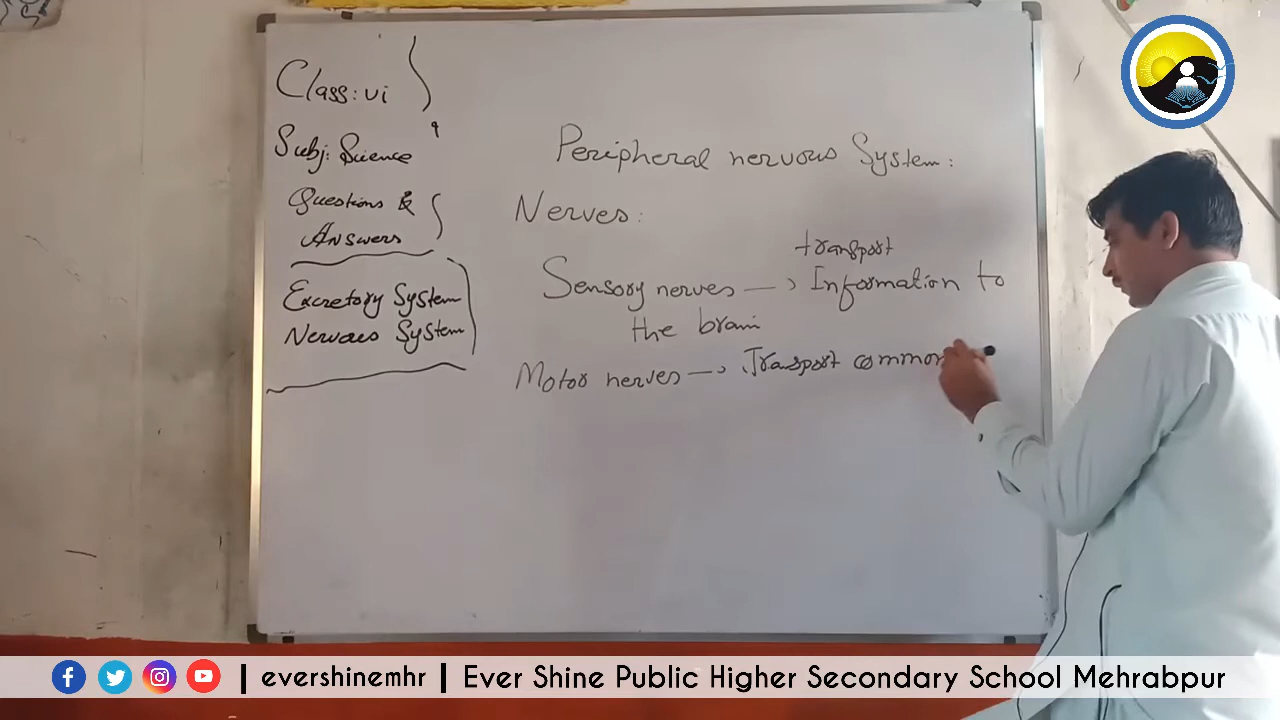 Class: vi
Subj: Science
Questions &
Answers
Excretory System
Nervous System
Peripheral nervous System:
Nerves:
transport
Sensory nerves → Information to
the brain
Motor nerves → Transport common
| evershinemhr | Ever Shine Public Higher Secondary School Mehrabpur